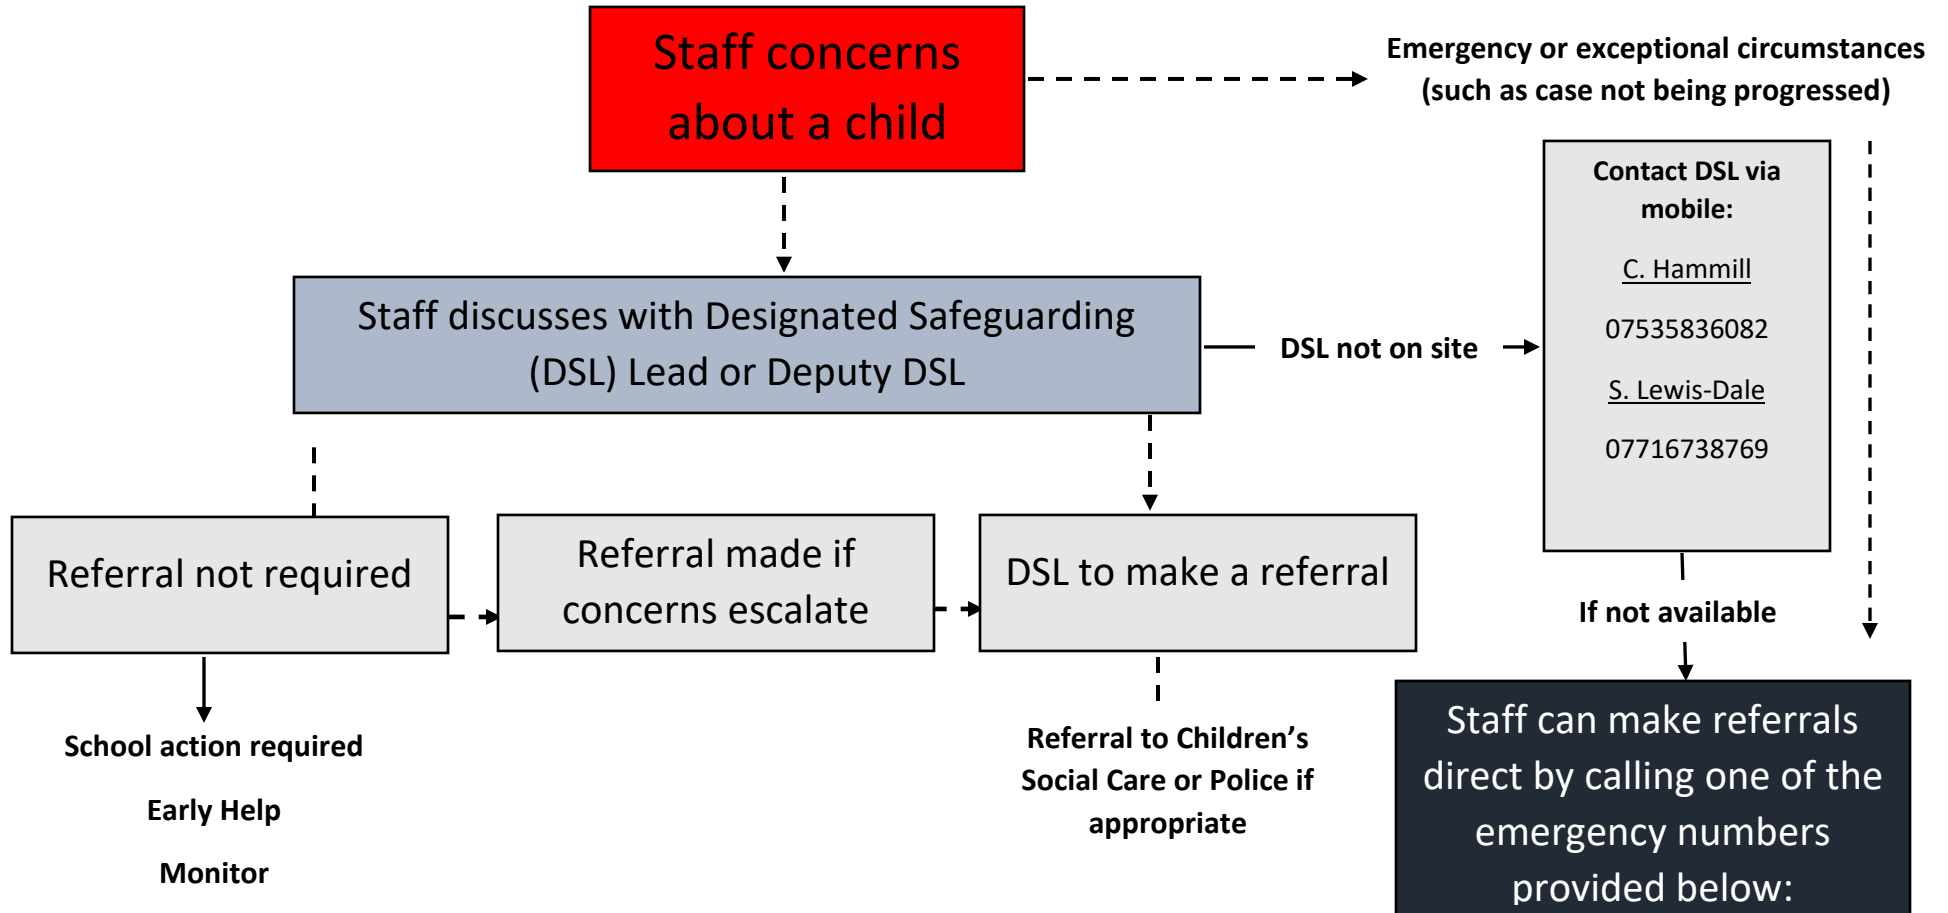 Staff concerns
about a child
Emergency or exceptional circumstances
(such as case not being progressed)
Contact DSL via
mobile:
C. Hammill
07535836082
S. Lewis-Dale
07716738769
Staff discusses with Designated Safeguarding
(DSL) Lead or Deputy DSL
DSL not on site
Referral not required
Referral made if
concerns escalate
DSL to make a referral
If not available
School action required
Early Help
Monitor
Referral to Children’s
Social Care or Police if
appropriate
Staff can make referrals
direct by calling one of the
emergency numbers
provided below: